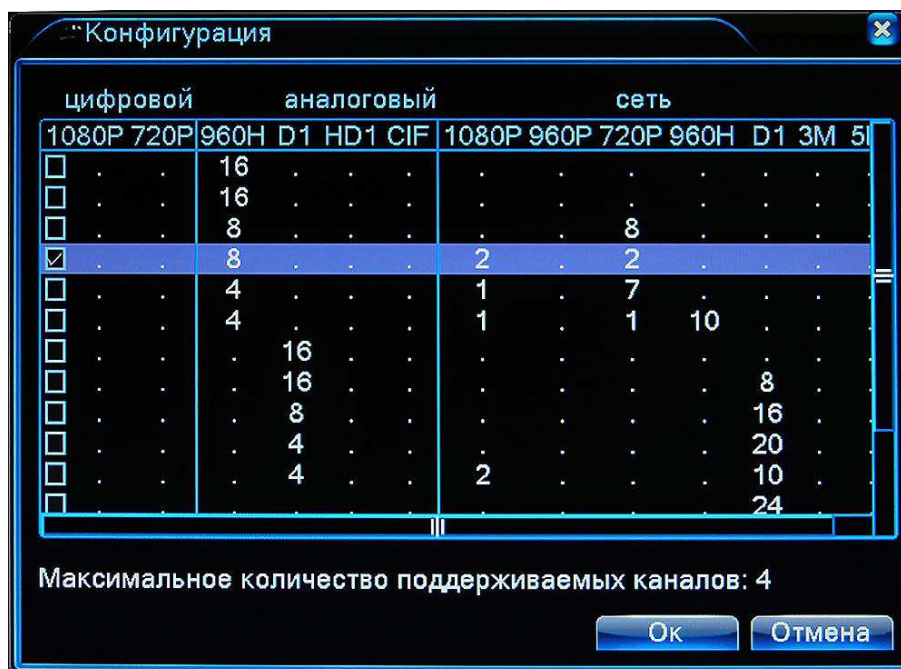 Конфигурация
цифровой аналоговый сеть
1080P 720P 960H D1 HD1 CIF 1080P 960P 720P 960H D1 3M
. . 16 . . . . . . . . . .
. . 16 . . . . . . . . . .
. . 8 . . . . . 8 . . . .
. . 8 . . . 2 . 2 . . . .
. . 4 . . . 1 . 7 . . . .
. . 4 . . . 1 . 1 10 . . .
. . . 16 . . . . . . . . .
. . . 16 . . . . . . 8 . .
. . . 8 . . . . . . 16 . .
. . . 4 . . . . . . 20 . .
. . . 4 . . 2 . . . 10 . .
. . . . . . . . . . 24 . .
Максимальное количество поддерживаемых каналов: 4
Ок Отмена